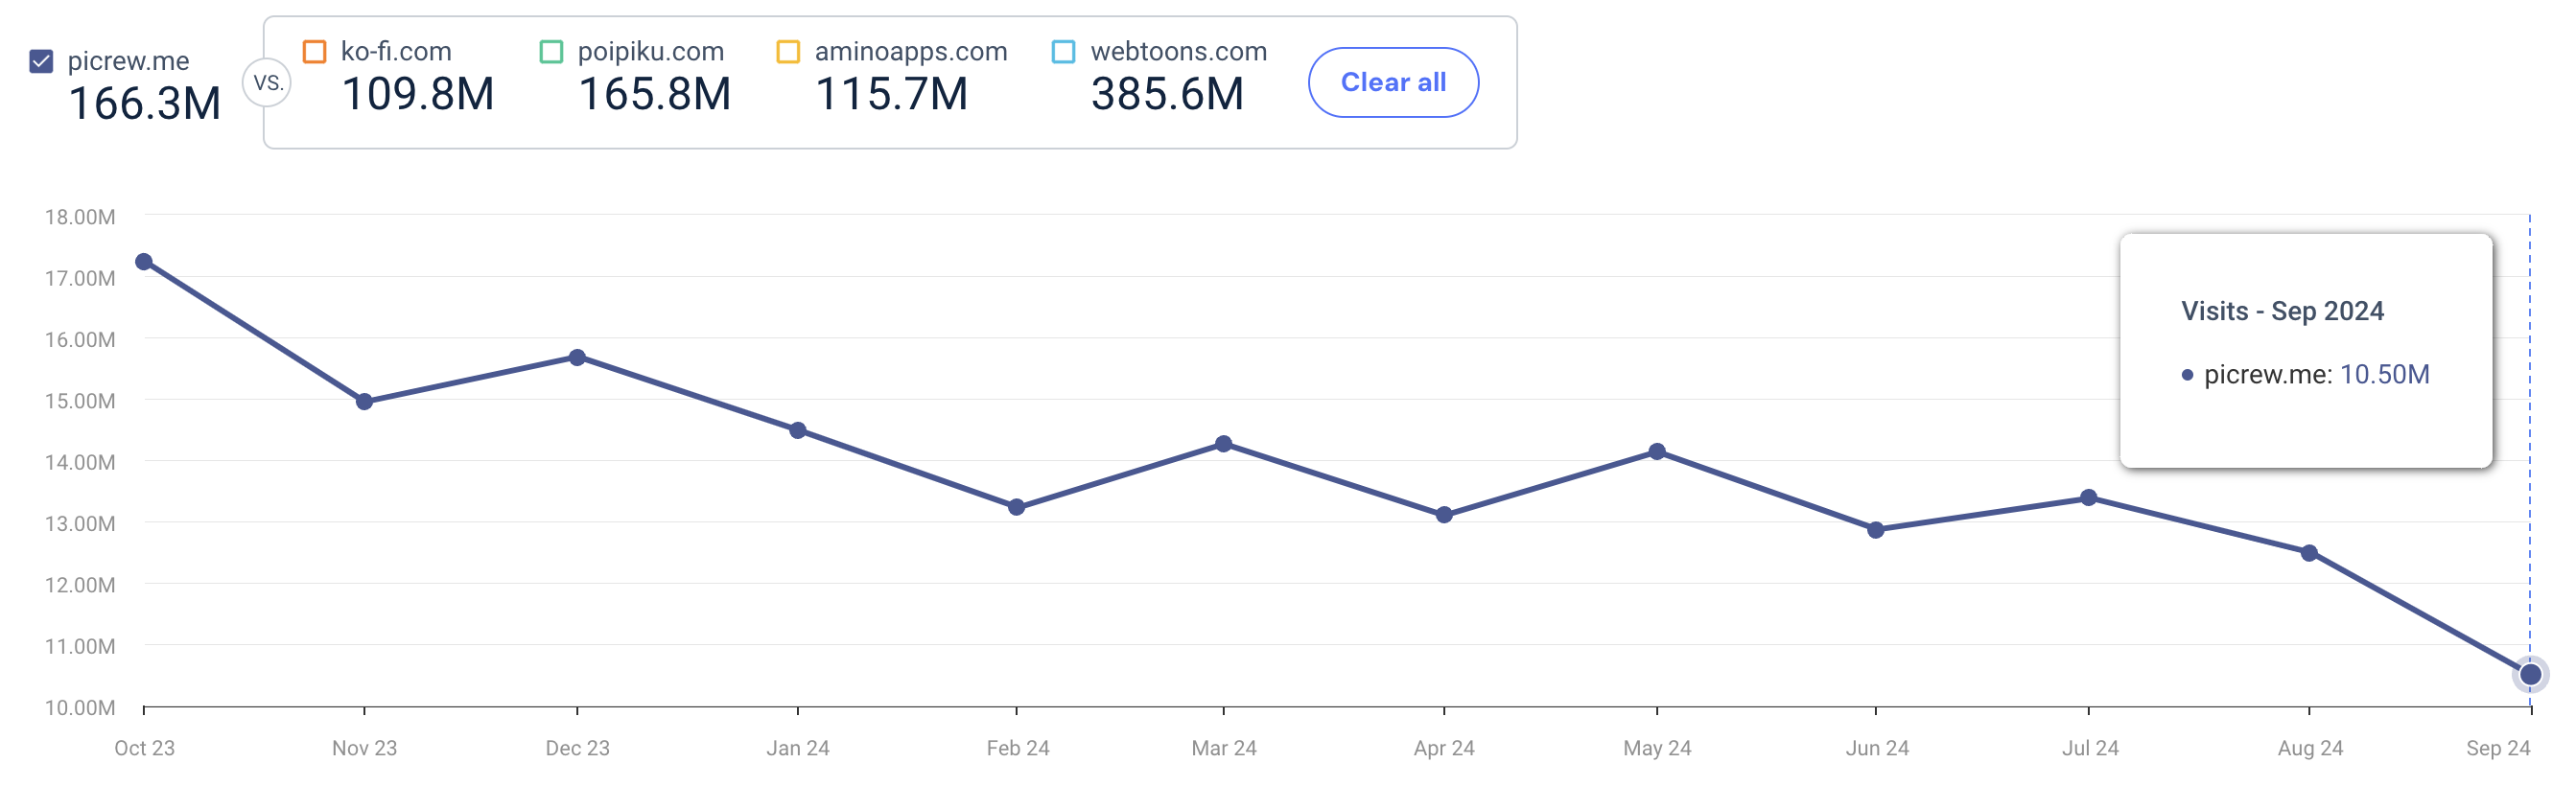 picrew.me
166.3M
VS.
ko-fi.com
109.8M
poipiku.com
165.8M
aminoapps.com
115.7M
webtoons.com
385.6M
Clear all
18.00M
17.00M
16.00M
15.00M
14.00M
13.00M
12.00M
11.00M
10.00M
Visits - Sep 2024
picrew.me: 10.50M
Oct 23 Nov 23 Dec 23 Jan 24 Feb 24 Mar 24 Apr 24 May 24 Jun 24 Jul 24 Aug 24 Sep 24